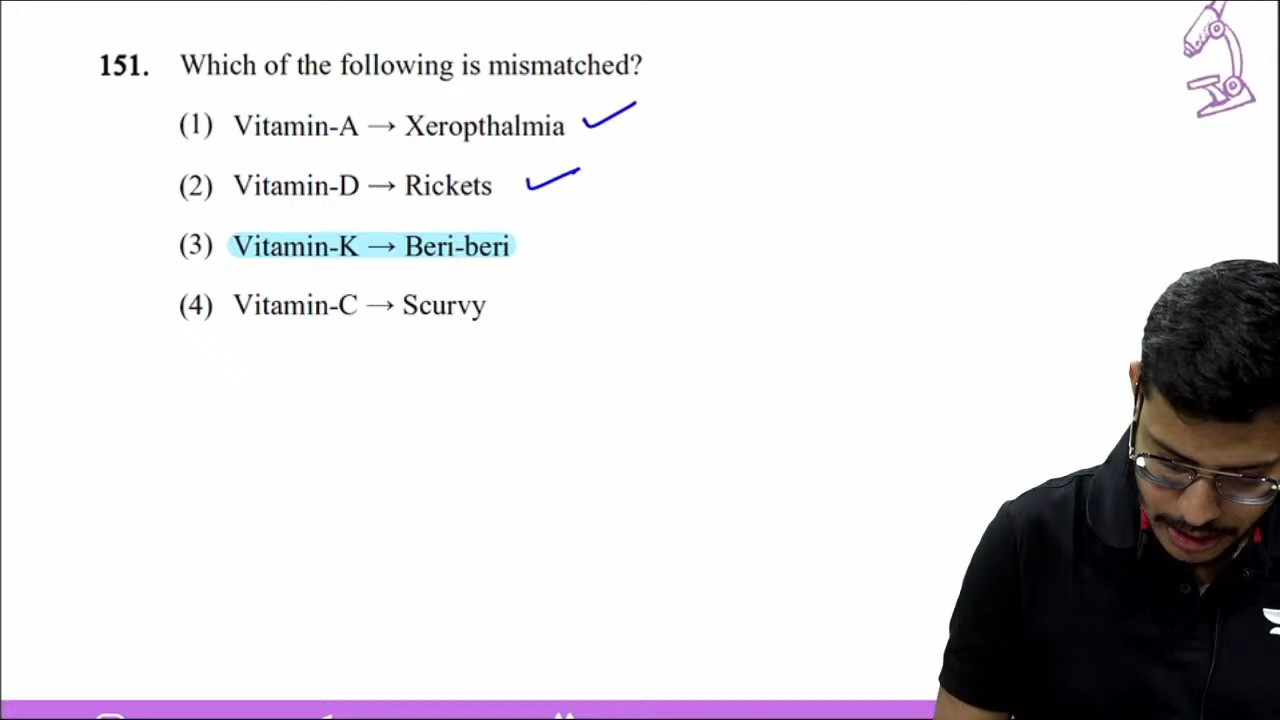 151. Which of the following is mismatched?
(1) Vitamin-A → Xeropthalmia
(2) Vitamin-D → Rickets
(3) Vitamin-K → Beri-beri
(4) Vitamin-C → Scurvy